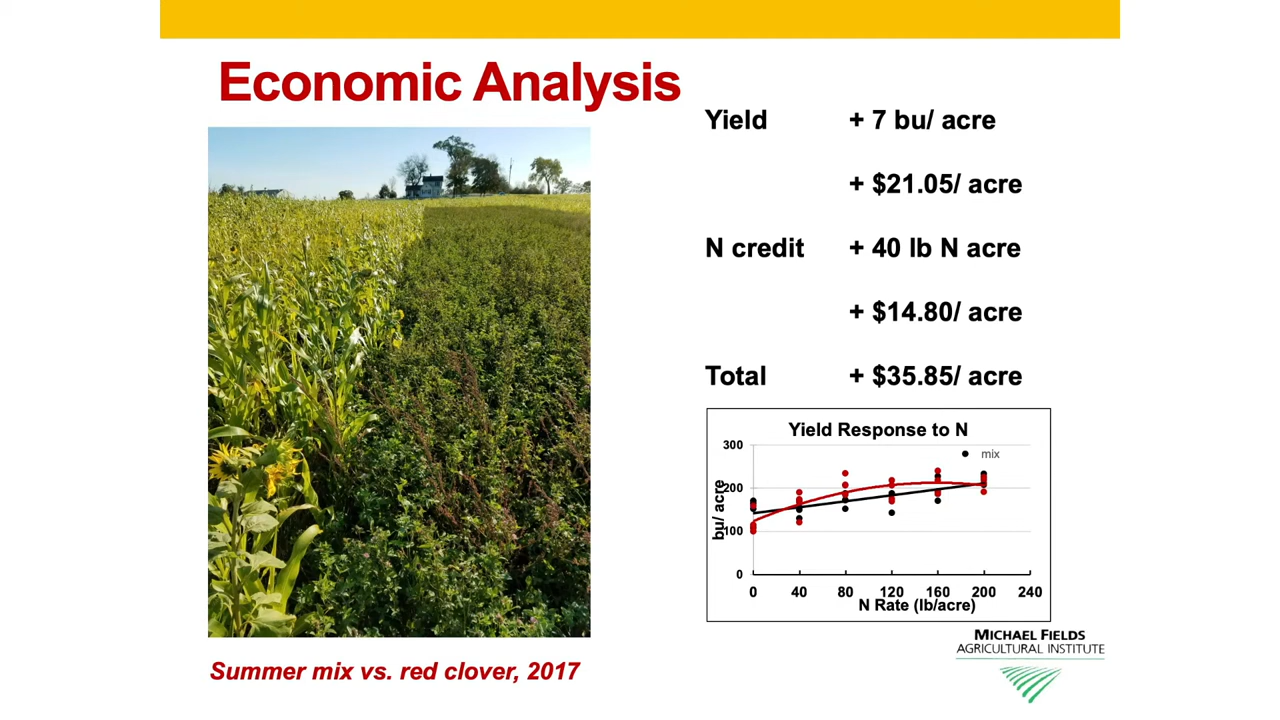 Economic Analysis
Yield + 7 bu/ acre
+ $21.05/ acre
N credit + 40 lb N acre
+ $14.80/ acre
Total + $35.85/ acre
Yield Response to N
mix
bu/ acre
300
200
100
0
0 40 80 120 160 200 240
N Rate (lb/acre)
Summer mix vs. red clover, 2017
MICHAEL FIELDS
AGRICULTURAL INSTITUTE